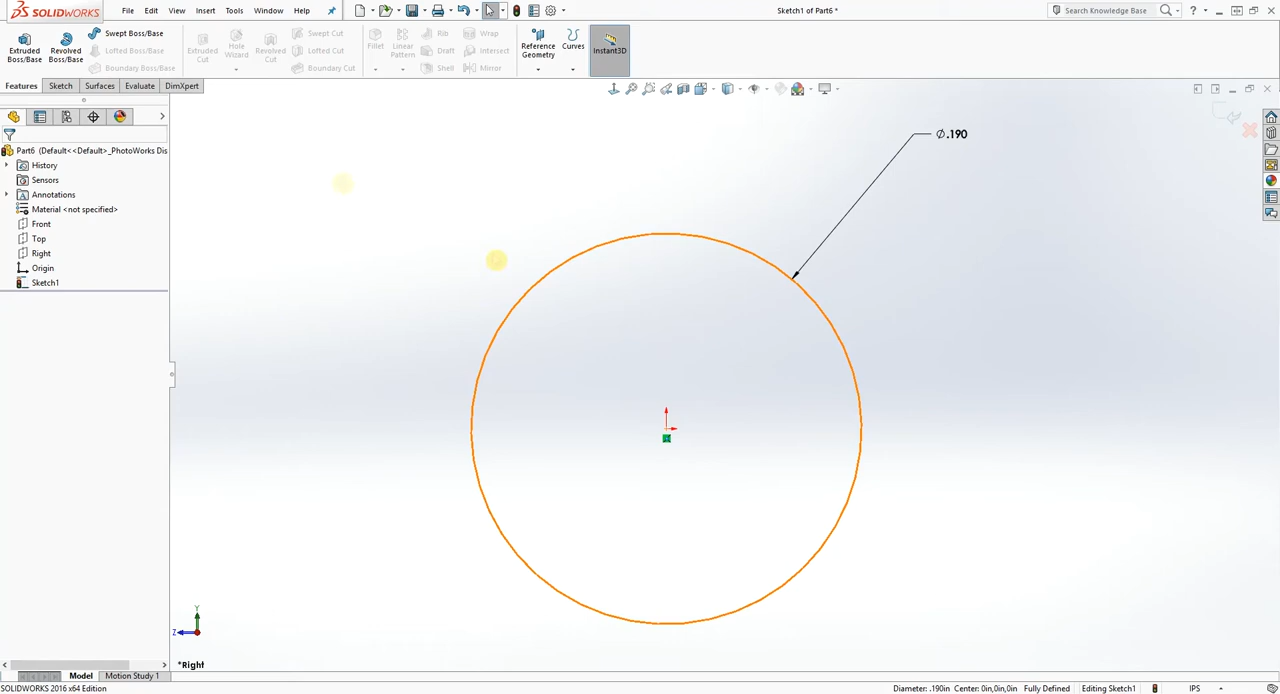 SOLIDWORKS File Edit View Insert Tools Window Help Sketch1 of Part6 * Search Knowledge Base
Extruded Boss/Base
Revolved Boss/Base
Swept Boss/Base
Lofted Boss/Base
Boundary Boss/Base
Extruded Cut
Hole Wizard
Revolved Cut
Swept Cut
Lofted Cut
Boundary Cut
Fillet
Linear Pattern
Rib
Draft
Shell
Wrap
Intersect
Mirror
Reference Geometry
Curves
Instant3D
Features Sketch Surfaces Evaluate DimXpert
Part6 (Default<<Default>_PhotoWorks Dis
History
Sensors
Annotations
Material <not specified>
Front
Top
Right
Origin
Sketch1
∅.190
Y
Z
*Right
Model Motion Study 1
SOLIDWORKS 2016 x64 Edition Diameter: .190in Center: 0in,0in,0in Fully Defined Editing Sketch1 IPS